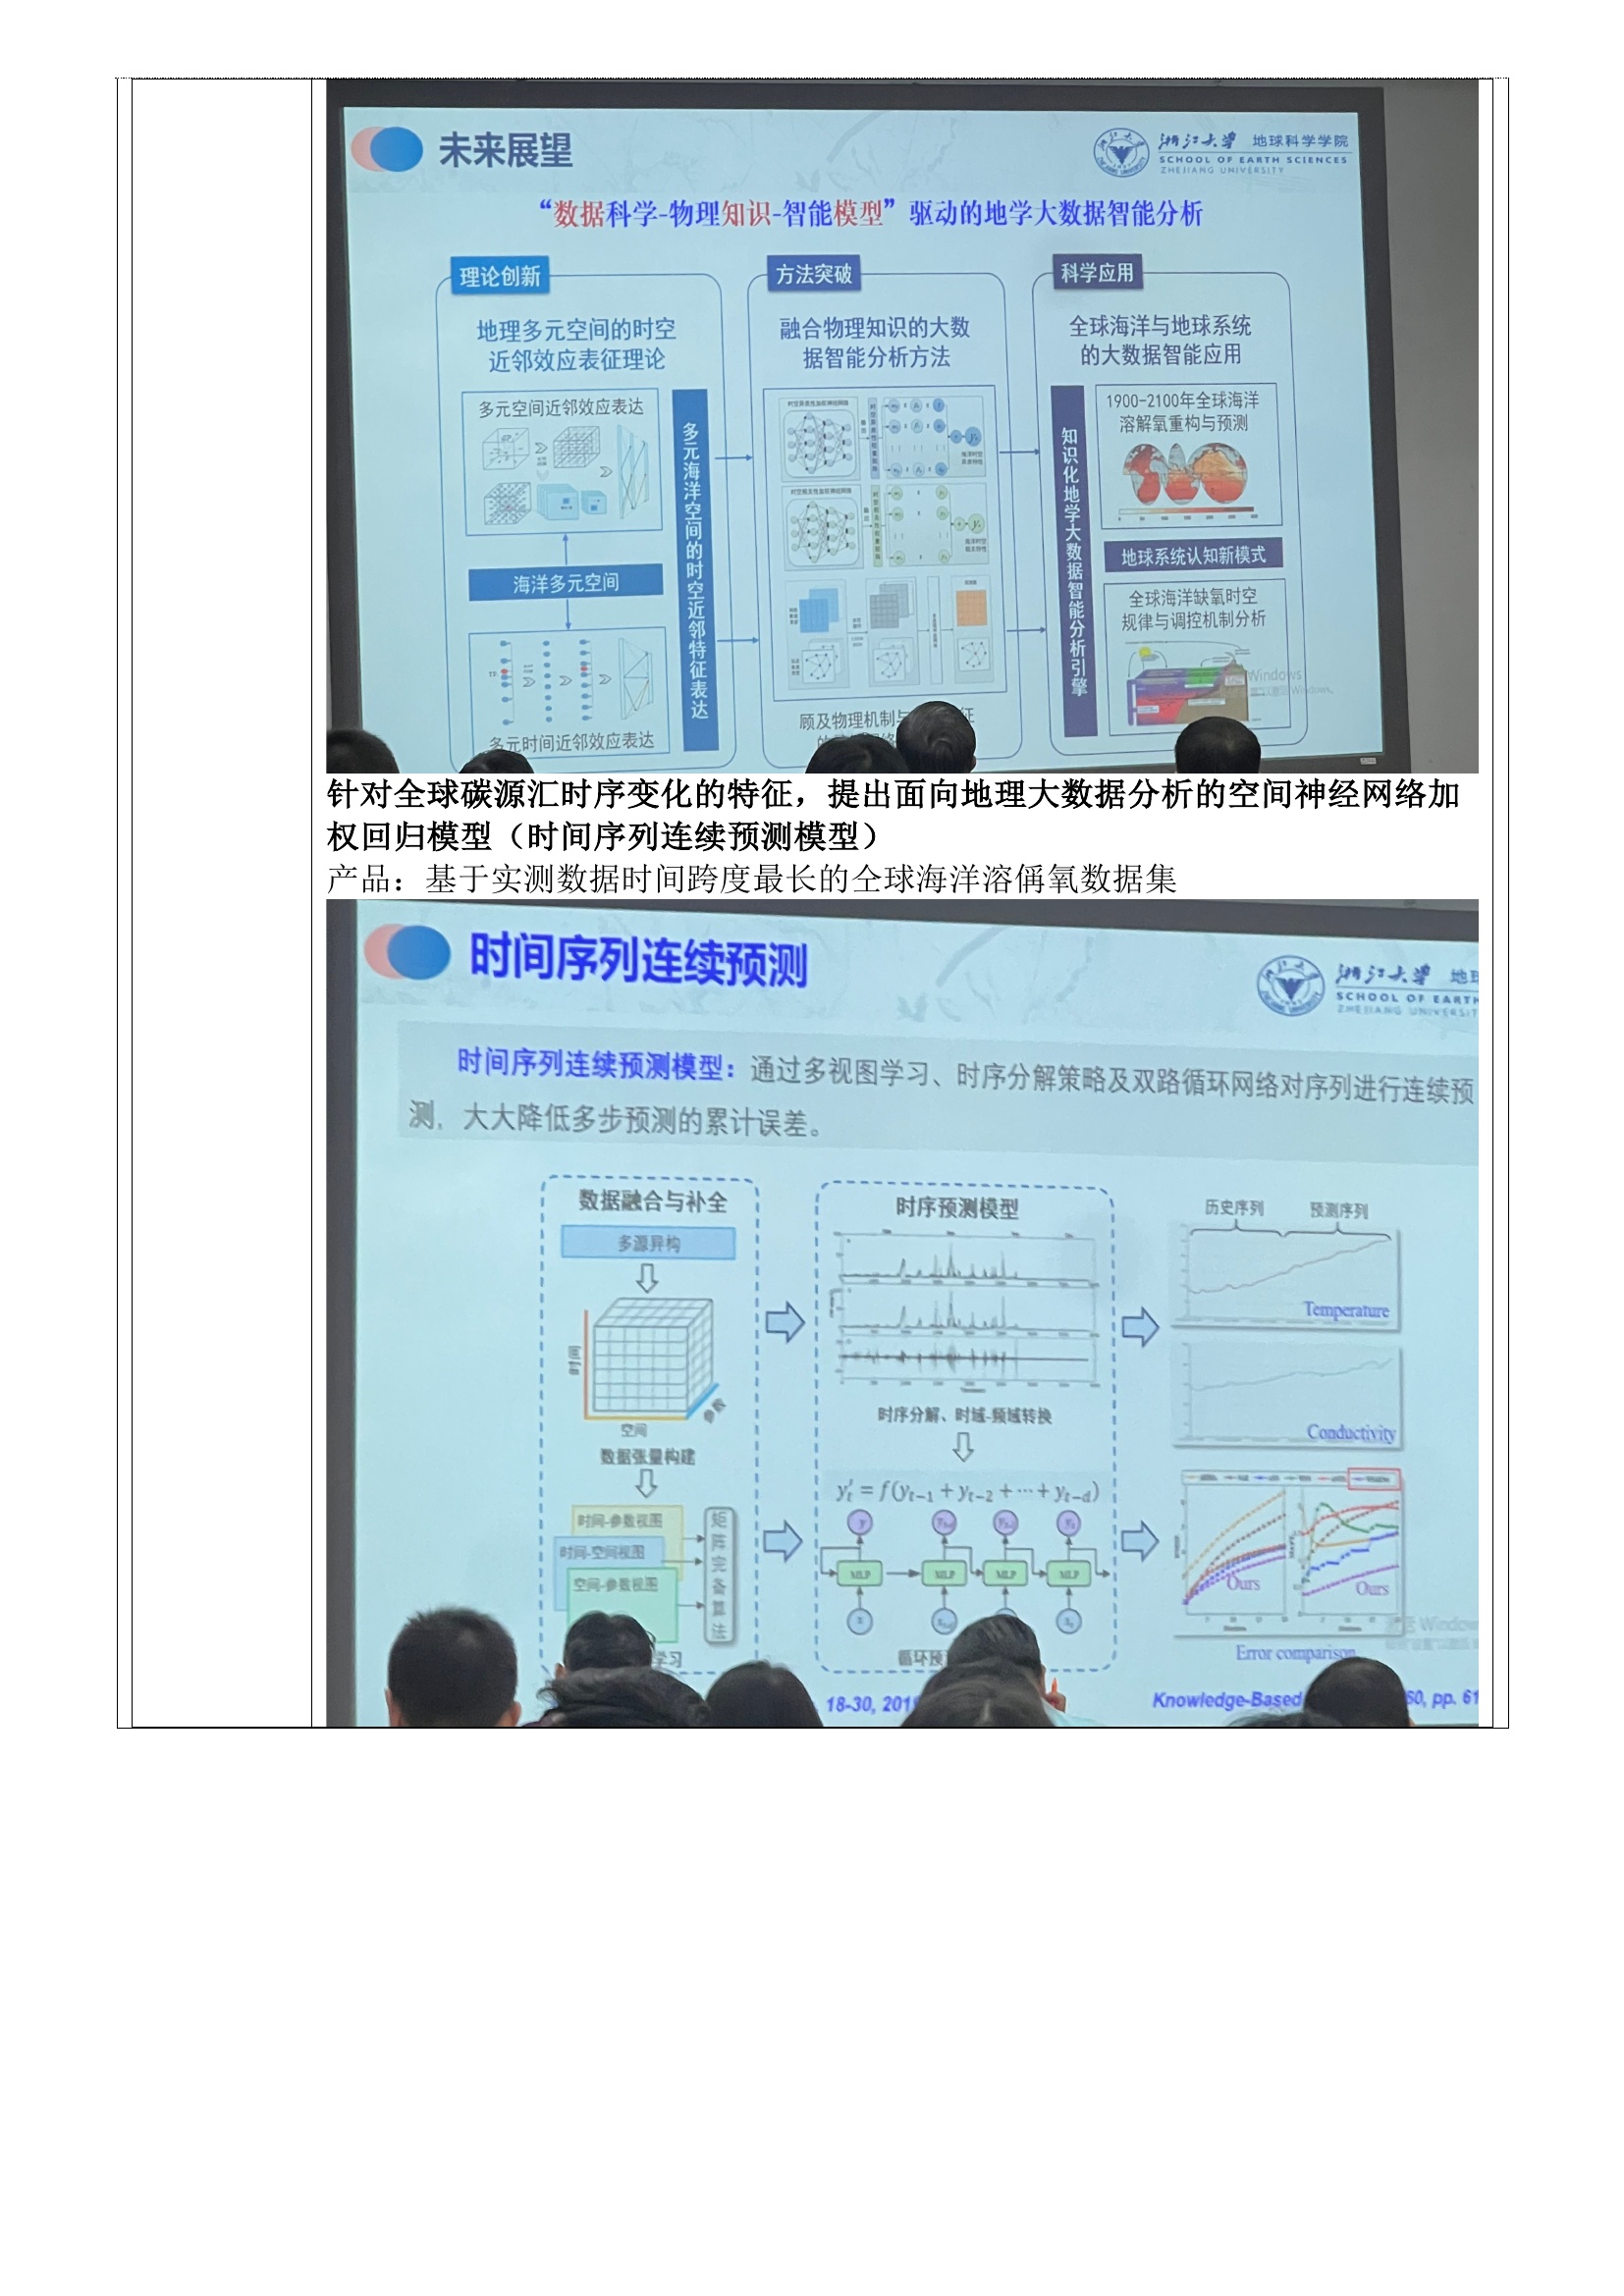 未来展望
浙江大学 地球科学学院
SCHOOL OF EARTH SCIENCES
ZHEJIANG UNIVERSITY
“数据科学-物理知识-智能模型”驱动的地学大数据智能分析
理论创新
地理多元空间的时空
近邻效应表征理论
多元空间近邻效应表达
海洋多元空间
多元时间近邻效应表达
多元海洋空间的时空近邻特征表达
方法突破
融合物理知识的大数
据智能分析方法
顾及物理机制与
征
科学应用
全球海洋与地球系统
的大数据智能应用
知识化地学大数据智能分析引擎
1900-2100年全球海洋
溶解氧重构与预测
地球系统认知新模式
全球海洋缺氧时空
规律与调控机制分析
Windows
针对全球碳源汇时序变化的特征，提出面向地理大数据分析的空间神经网络加
权回归模型（时间序列连续预测模型）
产品：基于实测数据时间跨度最长的仝球海洋溶偁氧数据集
时间序列连续预测
浙江大学 地球
SCHOOL OF EARTH
ZHEJIANG UNIVERSIT
时间序列连续预测模型：通过多视图学习、时序分解策略及双路循环网络对序列进行连续预
测，大大降低多步预测的累计误差。
数据融合与补全
多源异构
时间
空间
参数
数据张量构建
时间-参数视图
时间-空间视图
空间-参数视图
矩阵完备算法
学习
时序预测模型
时序分解、时域-频域转换
y′t = f(yt−1 + yt−2 + ⋯ + yt−d)
MLP
MLP
MLP
MLP
循环预
历史序列
预测序列
Temperature
Conductivity
Ours
Ours
Error comparison
Windows
18-30, 201
Knowledge-Based
60, pp. 61